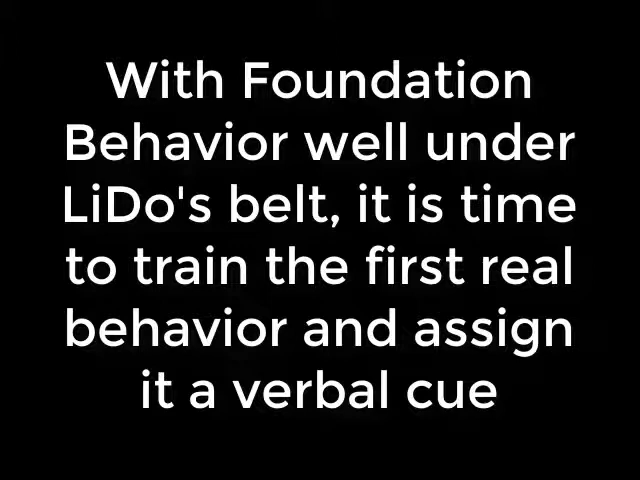 With Foundation
Behavior well under
LiDo's belt, it is time
to train the first real
behavior and assign
it a verbal cue